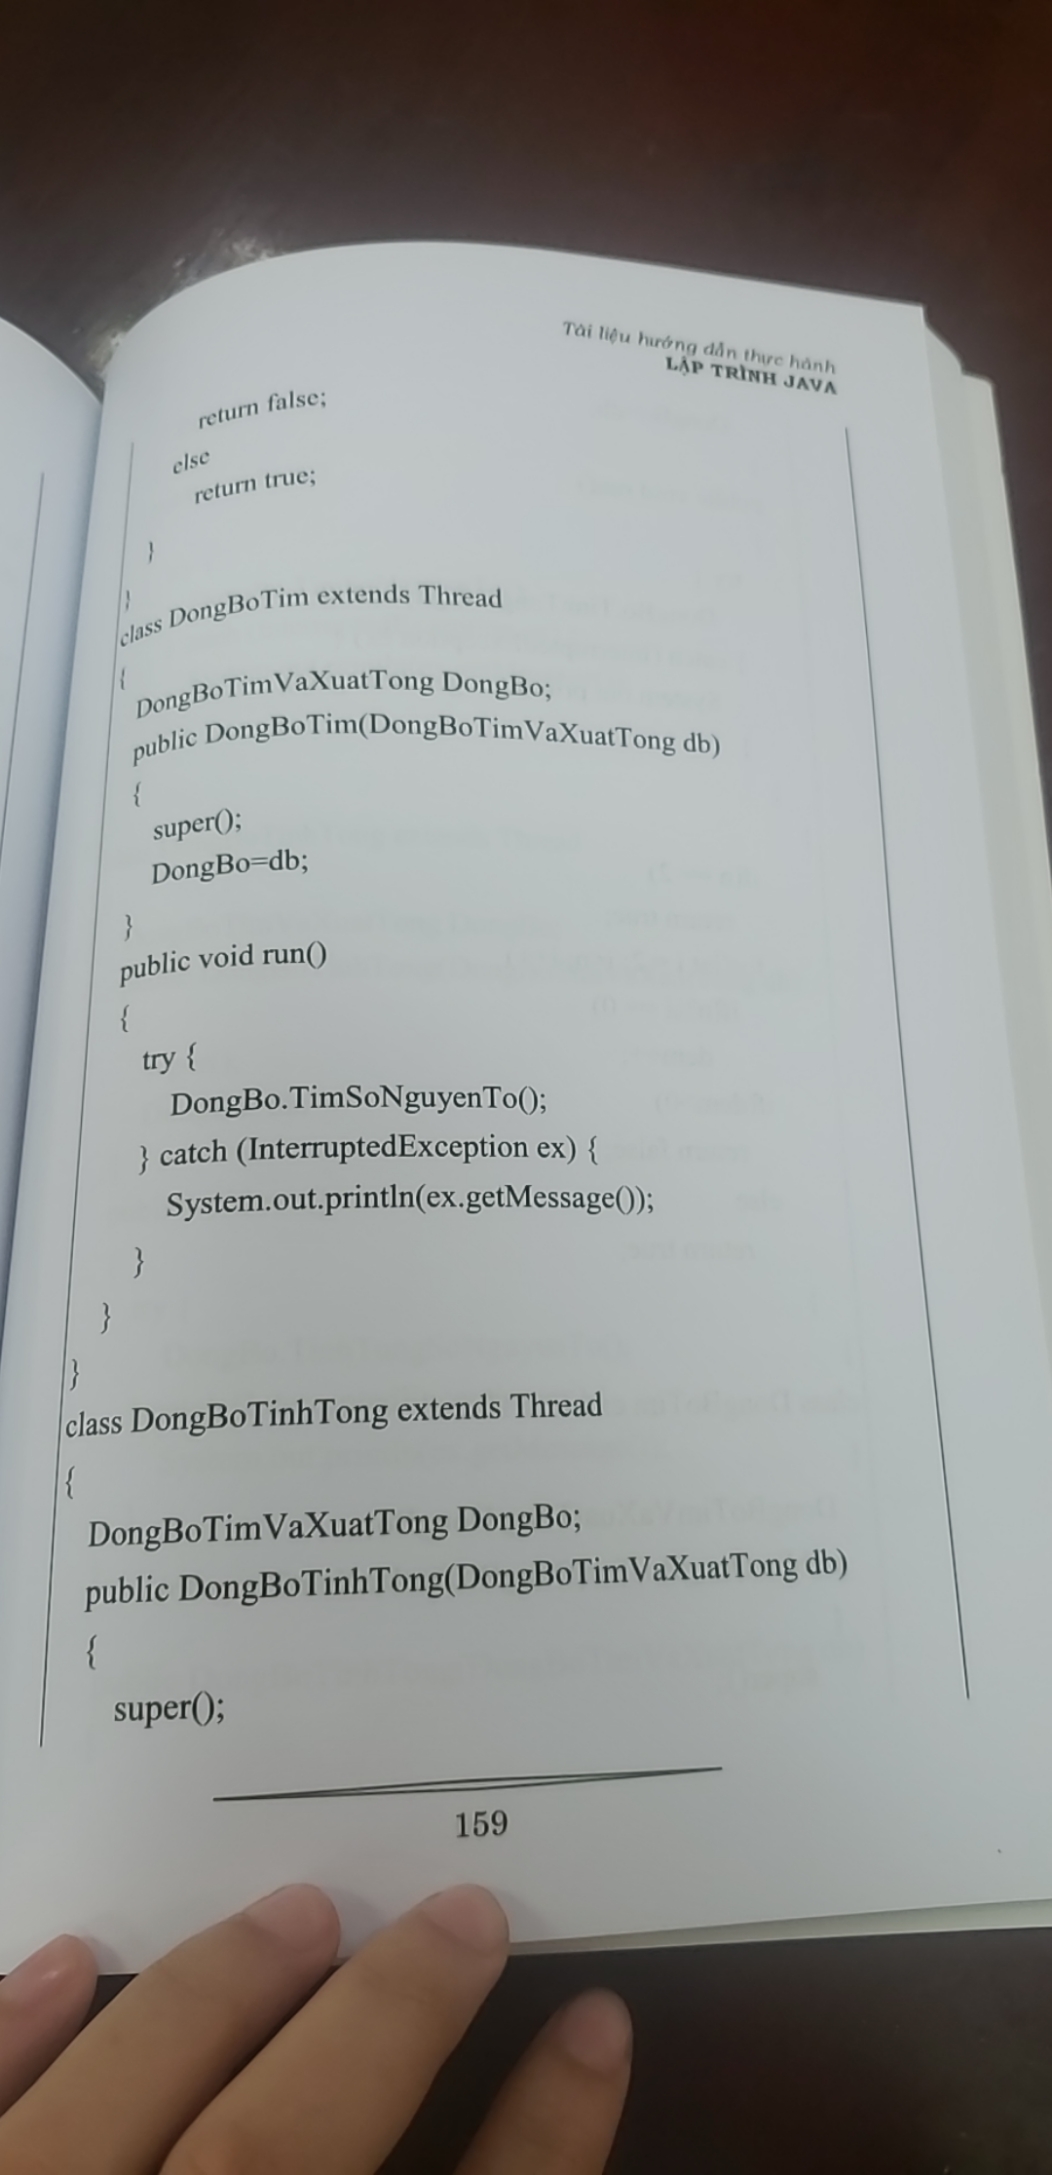 Tài liệu hướng dẫn thực hành
LẬP TRÌNH JAVA
return false;
else
return true;
}
}
class DongBoTim extends Thread
{
DongBoTimVaXuatTong DongBo;
public DongBoTim(DongBoTimVaXuatTong db)
{
super();
DongBo=db;
}
public void run()
{
try {
DongBo.TimSoNguyenTo();
} catch (InterruptedException ex) {
System.out.println(ex.getMessage());
}
}
}
class DongBoTinhTong extends Thread
{
DongBoTimVaXuatTong DongBo;
public DongBoTinhTong(DongBoTimVaXuatTong db)
{
super();
159